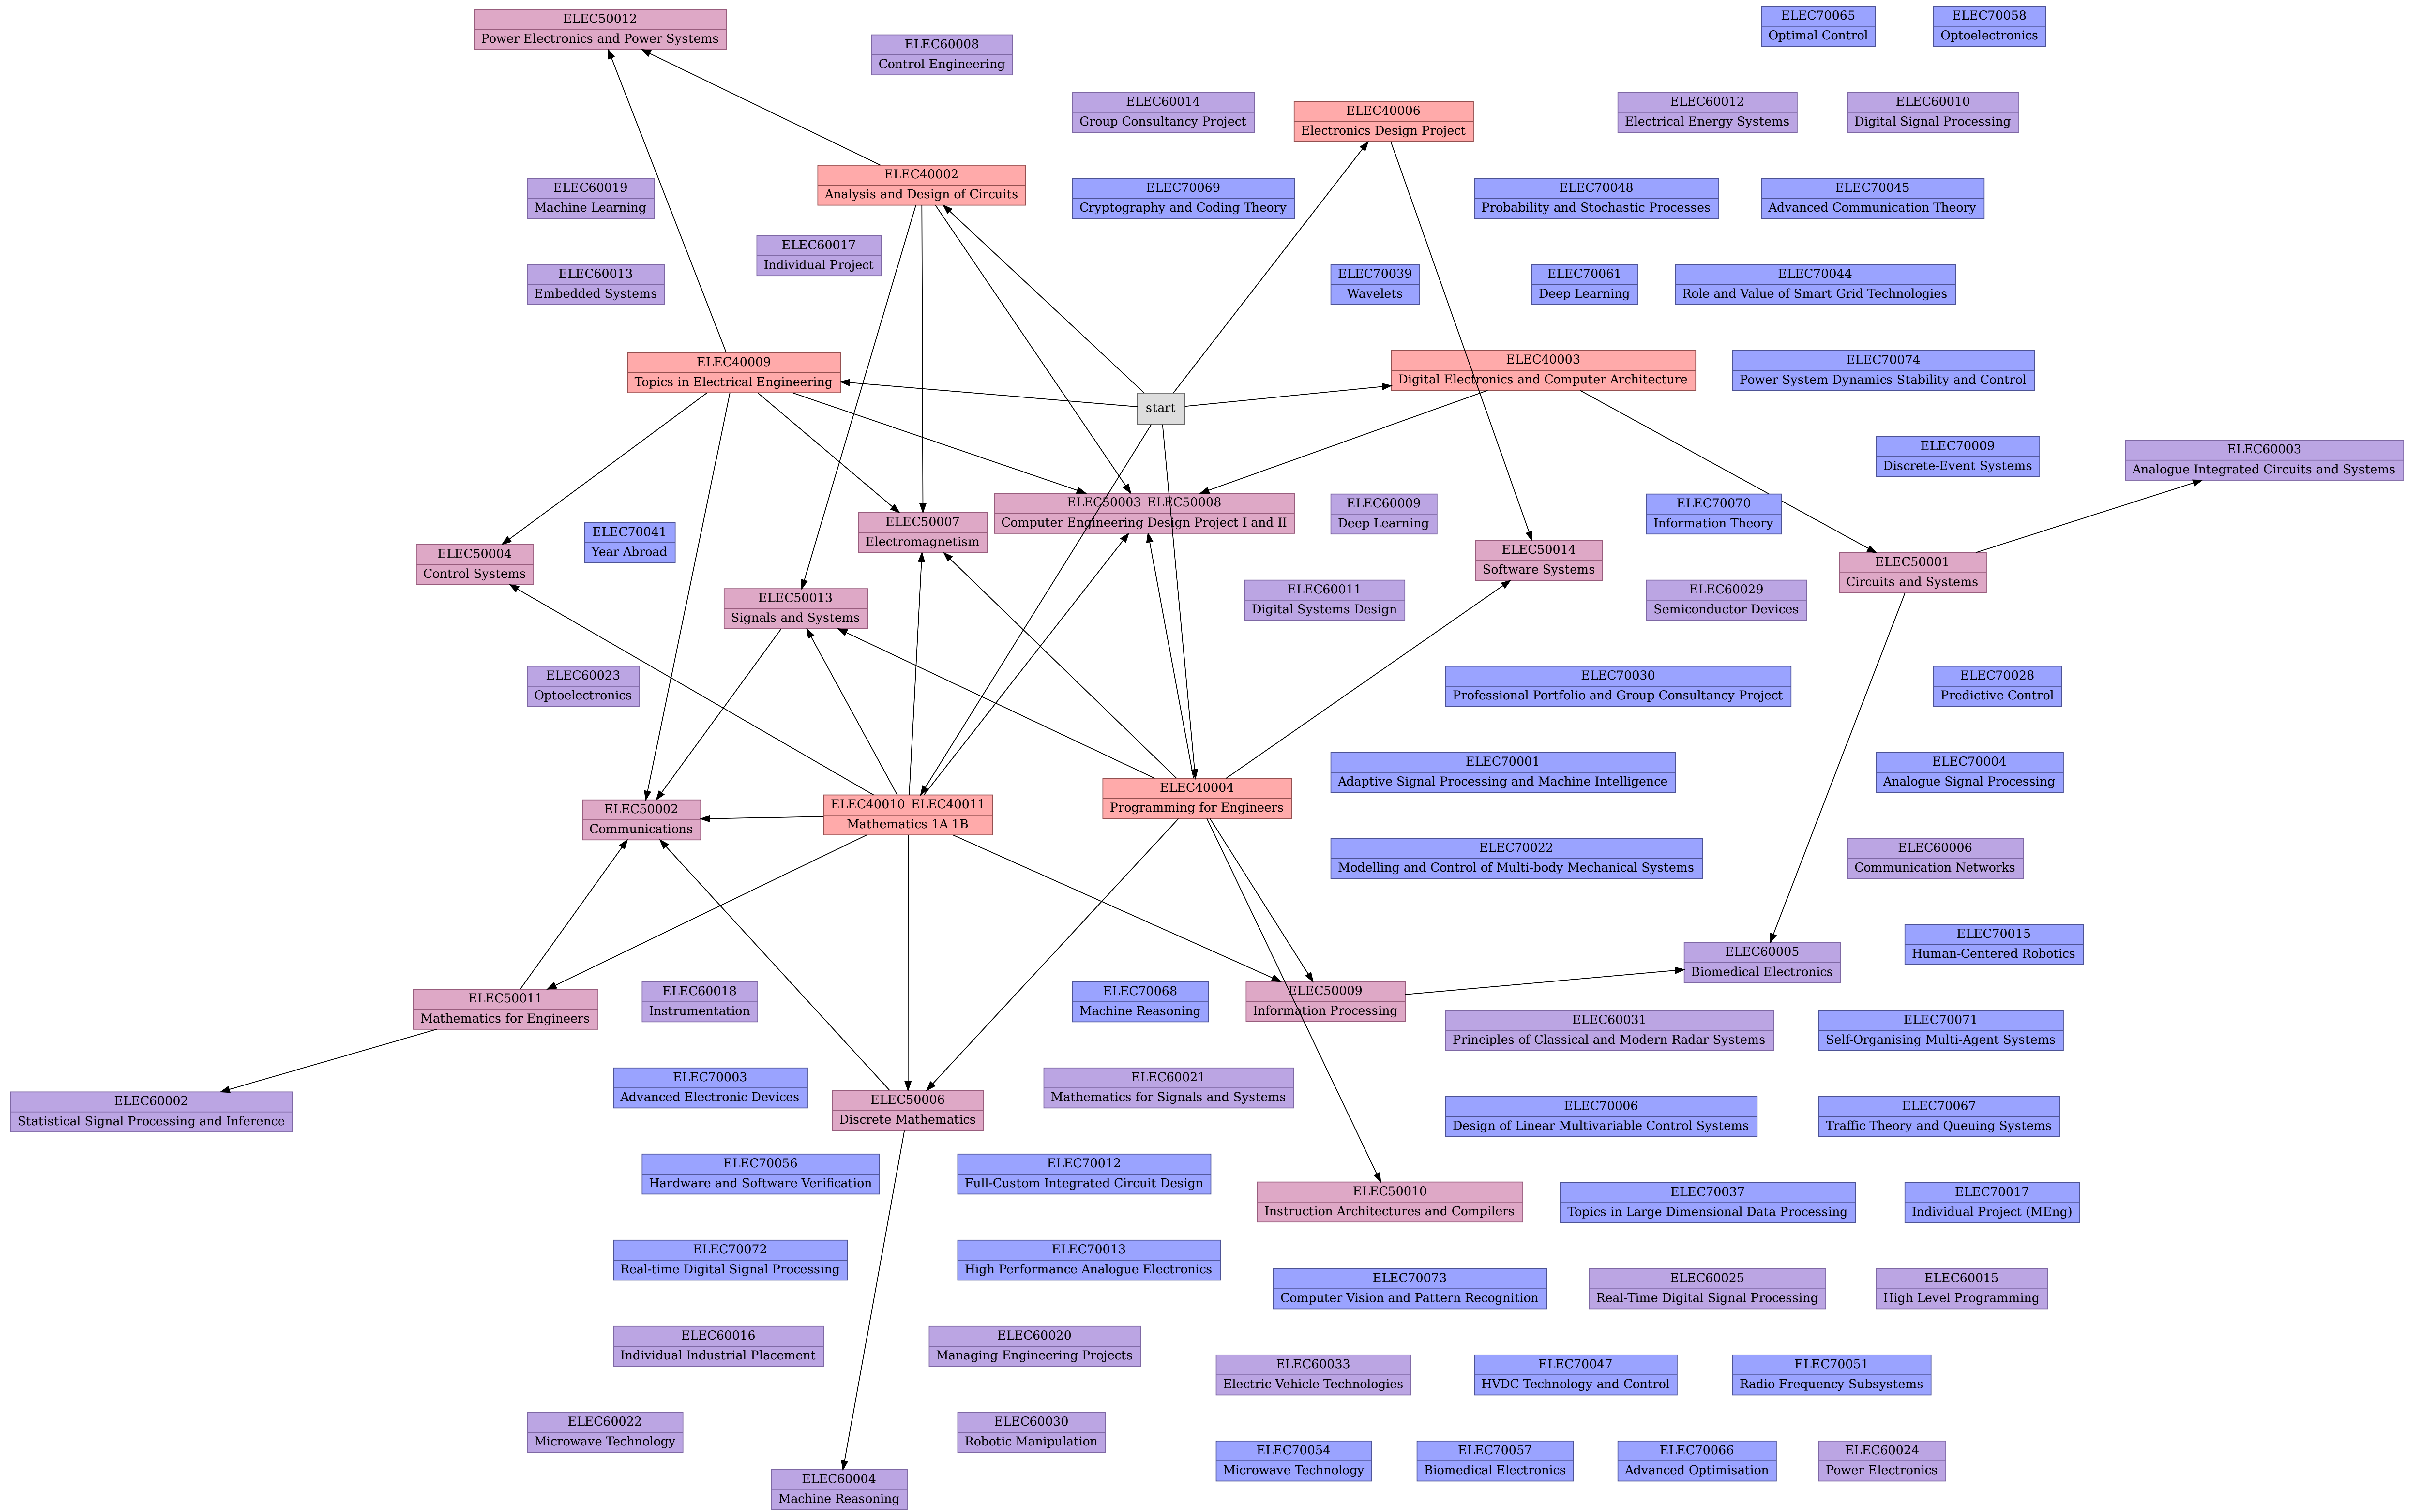 ELEC50012
Power Electronics and Power Systems
ELEC70065
Optimal Control
ELEC70058
Optoelectronics
ELEC60008
Control Engineering
ELEC60014
Group Consultancy Project
ELEC40006
Electronics Design Project
ELEC60012
Electrical Energy Systems
ELEC60010
Digital Signal Processing
ELEC40002
Analysis and Design of Circuits
ELEC60019
Machine Learning
ELEC70069
Cryptography and Coding Theory
ELEC70048
Probability and Stochastic Processes
ELEC70045
Advanced Communication Theory
ELEC60017
Individual Project
ELEC60013
Embedded Systems
ELEC70039
Wavelets
ELEC70061
Deep Learning
ELEC70044
Role and Value of Smart Grid Technologies
ELEC40009
Topics in Electrical Engineering
ELEC40003
Digital Electronics and Computer Architecture
ELEC70074
Power System Dynamics Stability and Control
start
ELEC70009
Discrete-Event Systems
ELEC60003
Analogue Integrated Circuits and Systems
ELEC50003_ELEC50008
Computer Engineering Design Project I and II
ELEC60009
Deep Learning
ELEC70070
Information Theory
ELEC50007
Electromagnetism
ELEC70041
Year Abroad
ELEC50004
Control Systems
ELEC50014
Software Systems
ELEC50001
Circuits and Systems
ELEC50013
Signals and Systems
ELEC60011
Digital Systems Design
ELEC60029
Semiconductor Devices
ELEC60023
Optoelectronics
ELEC70030
Professional Portfolio and Group Consultancy Project
ELEC70028
Predictive Control
ELEC70001
Adaptive Signal Processing and Machine Intelligence
ELEC70004
Analogue Signal Processing
ELEC40004
Programming for Engineers
ELEC40010_ELEC40011
Mathematics 1A 1B
ELEC50002
Communications
ELEC70022
Modelling and Control of Multi-body Mechanical Systems
ELEC60006
Communication Networks
ELEC70015
Human-Centered Robotics
ELEC60005
Biomedical Electronics
ELEC50011
Mathematics for Engineers
ELEC60018
Instrumentation
ELEC70068
Machine Reasoning
ELEC50009
Information Processing
ELEC60031
Principles of Classical and Modern Radar Systems
ELEC70071
Self-Organising Multi-Agent Systems
ELEC60002
Statistical Signal Processing and Inference
ELEC70003
Advanced Electronic Devices
ELEC50006
Discrete Mathematics
ELEC60021
Mathematics for Signals and Systems
ELEC70006
Design of Linear Multivariable Control Systems
ELEC70067
Traffic Theory and Queuing Systems
ELEC70056
Hardware and Software Verification
ELEC70012
Full-Custom Integrated Circuit Design
ELEC50010
Instruction Architectures and Compilers
ELEC70037
Topics in Large Dimensional Data Processing
ELEC70017
Individual Project (MEng)
ELEC70072
Real-time Digital Signal Processing
ELEC70013
High Performance Analogue Electronics
ELEC70073
Computer Vision and Pattern Recognition
ELEC60025
Real-Time Digital Signal Processing
ELEC60015
High Level Programming
ELEC60016
Individual Industrial Placement
ELEC60020
Managing Engineering Projects
ELEC60033
Electric Vehicle Technologies
ELEC70047
HVDC Technology and Control
ELEC70051
Radio Frequency Subsystems
ELEC60022
Microwave Technology
ELEC60030
Robotic Manipulation
ELEC70054
Microwave Technology
ELEC70057
Biomedical Electronics
ELEC70066
Advanced Optimisation
ELEC60024
Power Electronics
ELEC60004
Machine Reasoning